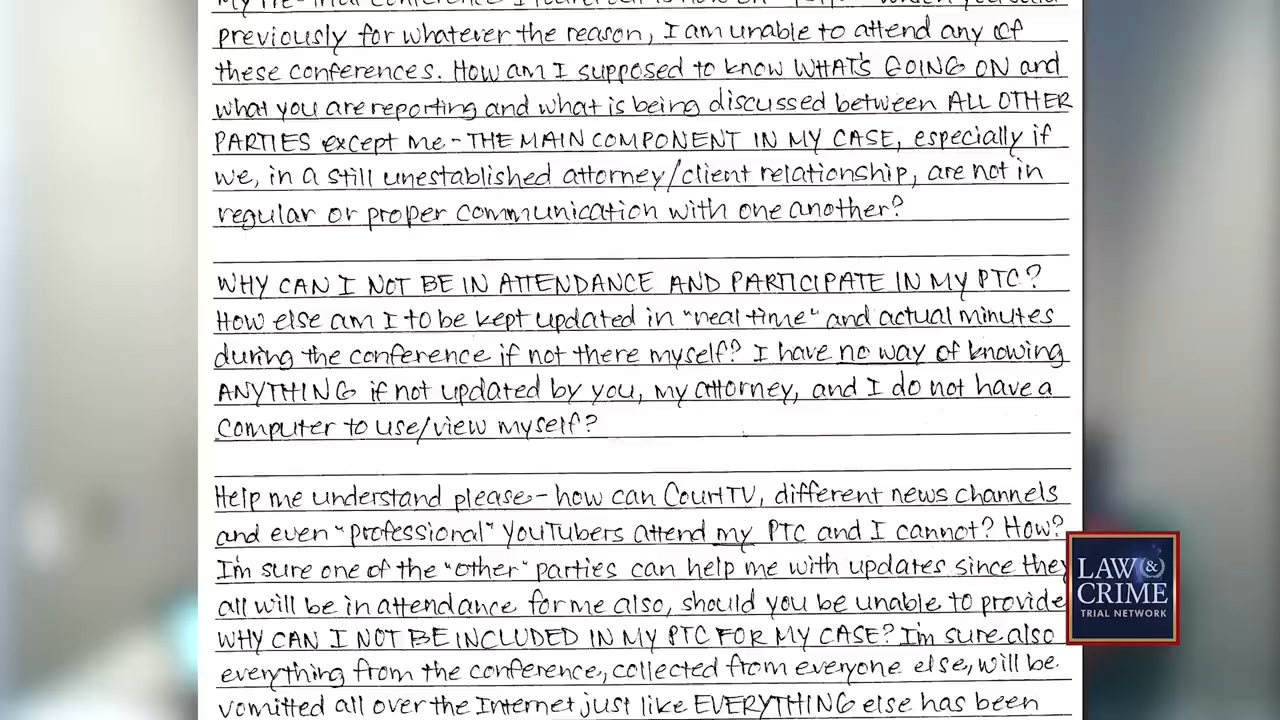 previously for whatever the reason, I am unable to attend any of
these conferences. How am I supposed to know WHAT'S GOING ON and
what you are reporting and what is being discussed between ALL OTHER
PARTIES except me - THE MAIN COMPONENT IN MY CASE, especially if
we, in a still unestablished attorney/client relationship, are not in
regular or proper communication with one another?
WHY CAN I NOT BE IN ATTENDANCE AND PARTICIPATE IN MY PTC?
How else am I to be kept updated in "real time" and actual minutes
during the conference if not there myself? I have no way of knowing
ANYTHING if not updated by you, my attorney, and I do not have a
computer to use/view myself?
Help me understand please - how can CourtTV, different news channels
and even "professional" YouTubers attend my PTC and I cannot? How?
I'm sure one of the "other" parties can help me with updates since they
all will be in attendance for me also, should you be unable to provide
WHY CAN I NOT BE INCLUDED IN MY PTC FOR MY CASE? I'm sure also
everything from the conference, collected from everyone else, will be
vomitted all over the Internet just like EVERYTHING else has been
LAW &
CRIME
TRIAL NETWORK